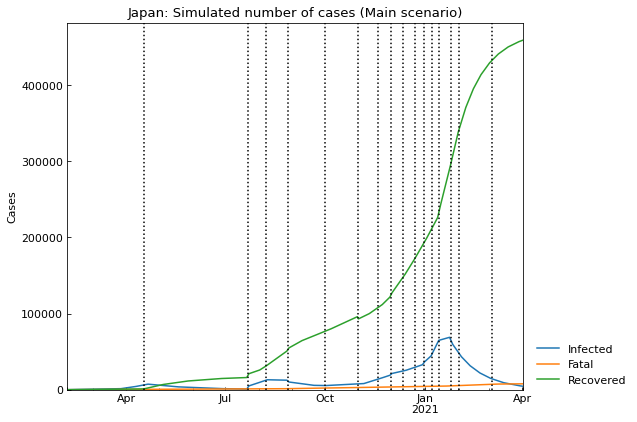 Japan: Simulated number of cases (Main scenario)
Cases
400000
300000
200000
100000
0
Apr
Jul
Oct
Jan
2021
Apr
Infected
Fatal
Recovered